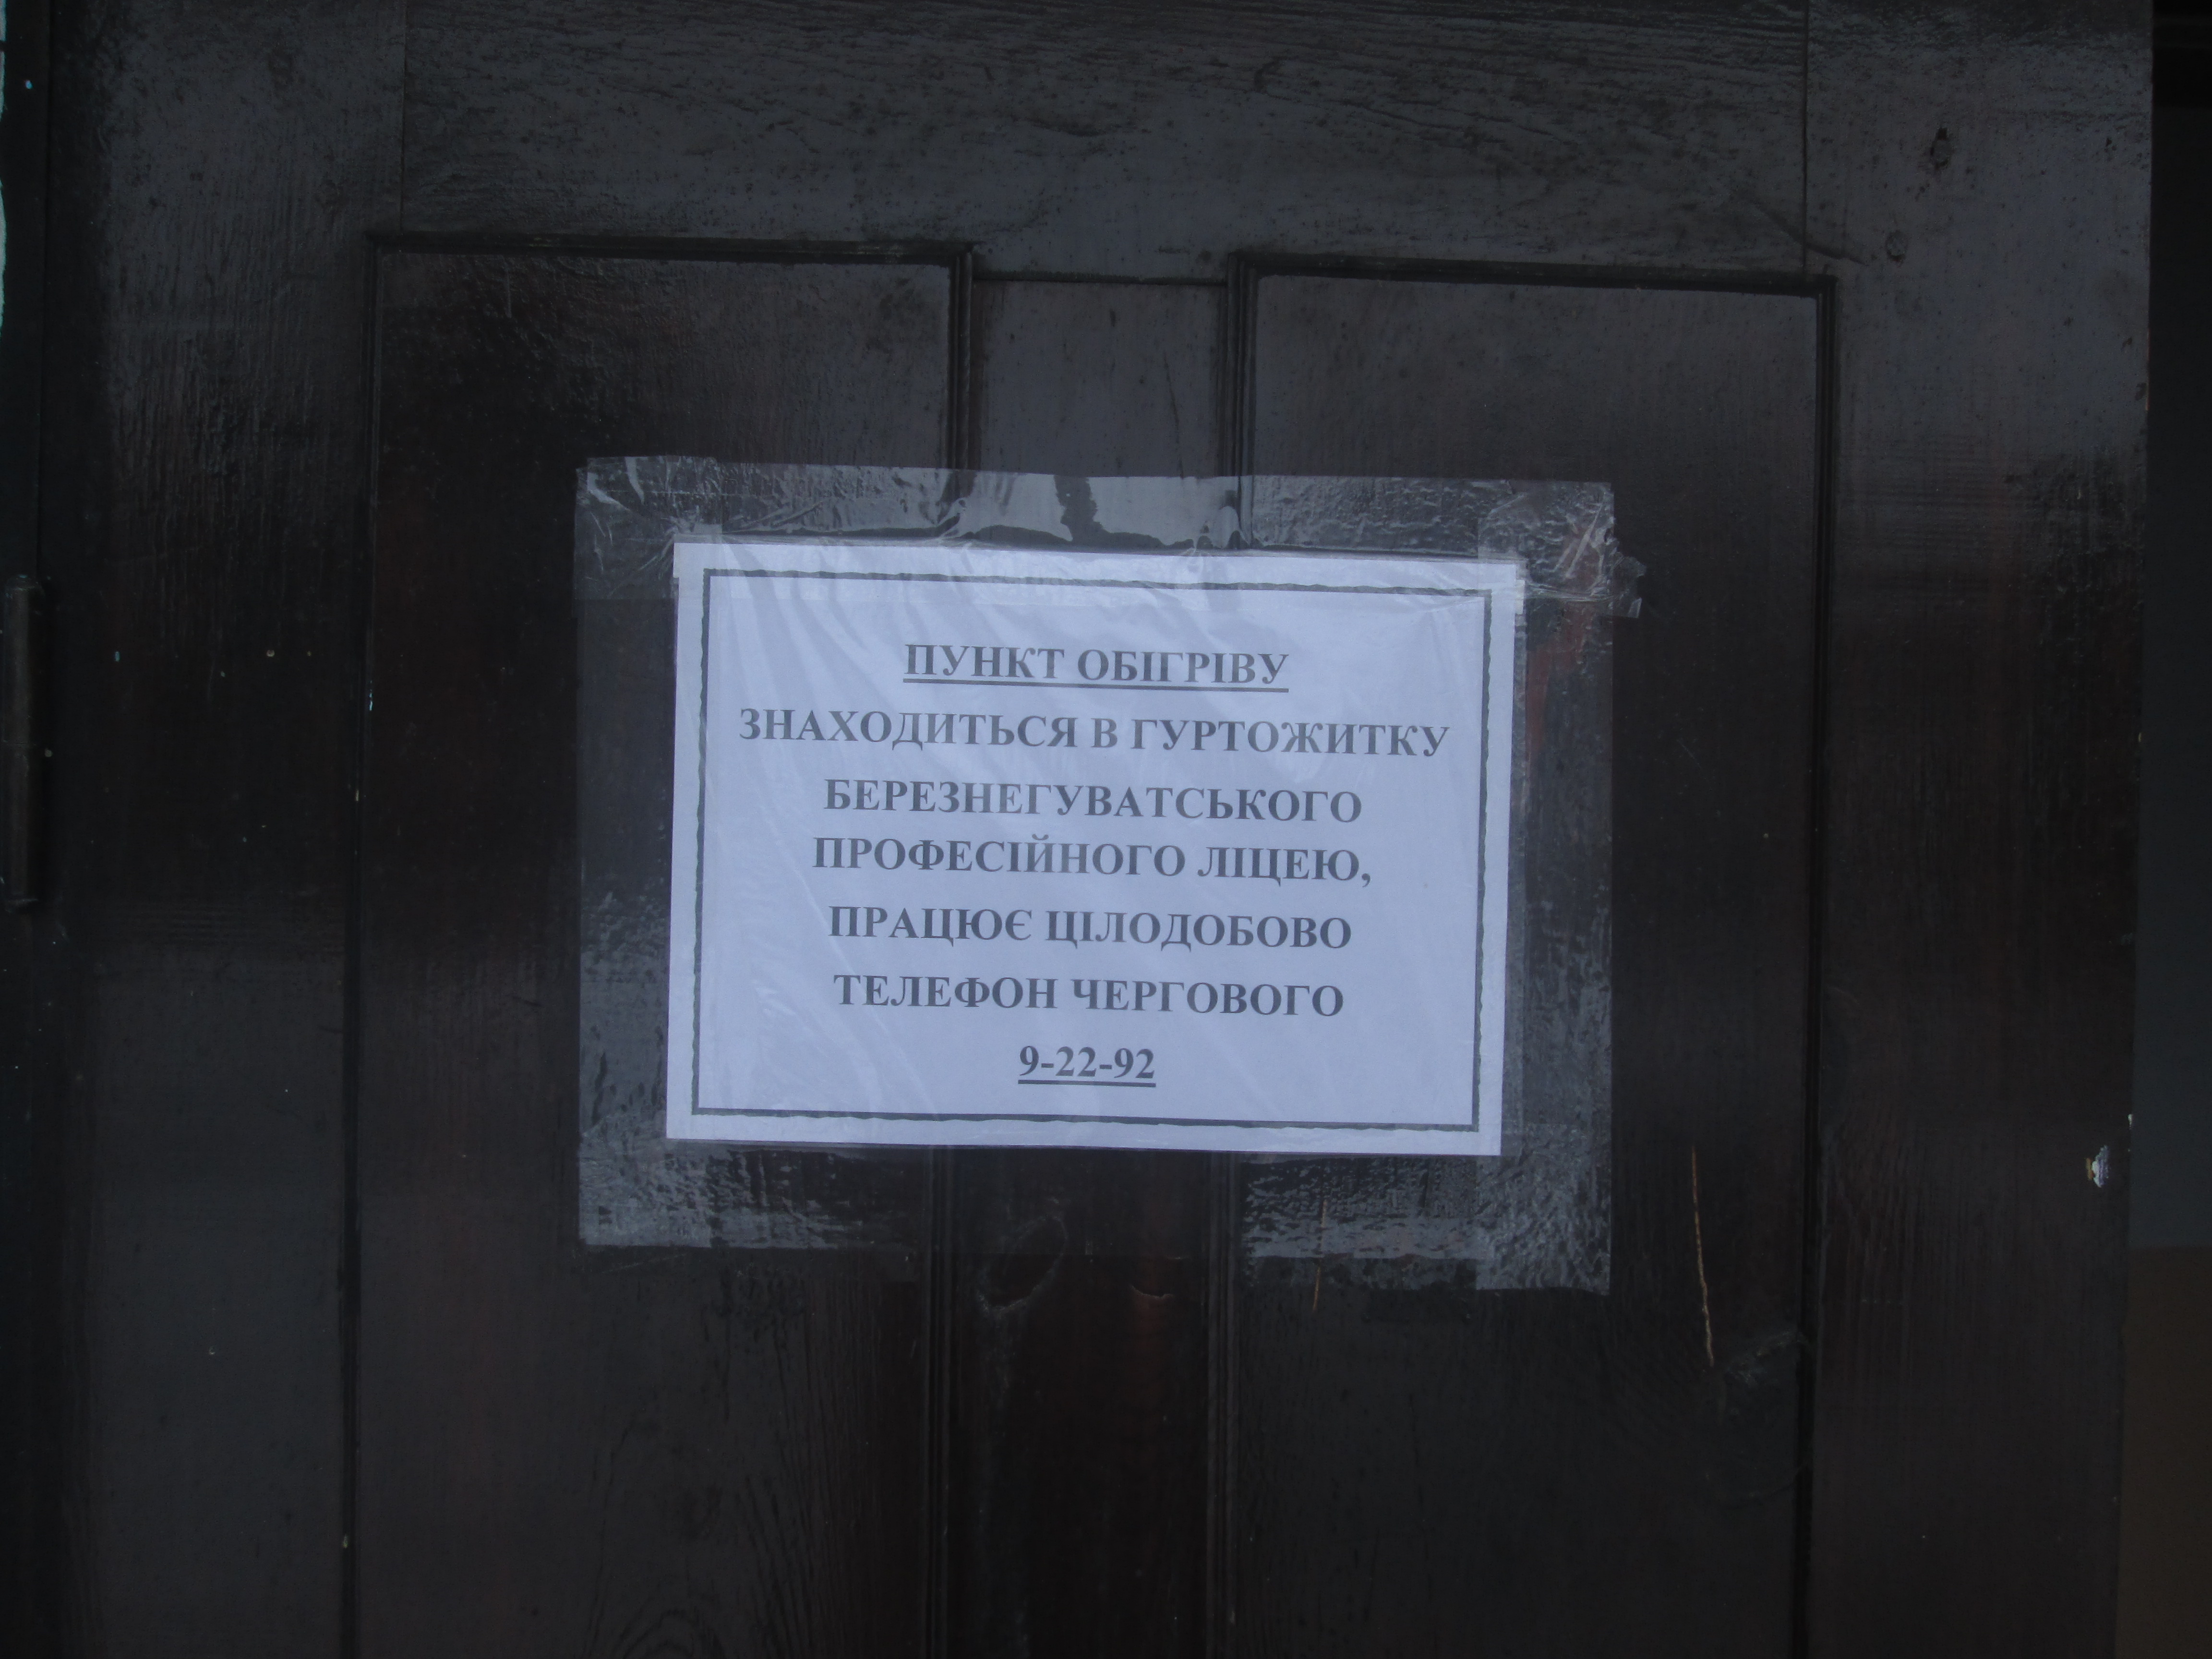 ПУНКТ ОБІГРІВУ
ЗНАХОДИТЬСЯ В ГУРТОЖИТКУ
БЕРЕЗНЕГУВАТСЬКОГО
ПРОФЕСІЙНОГО ЛІЦЕЮ,
ПРАЦЮЄ ЦІЛОДОБОВО
ТЕЛЕФОН ЧЕРГОВОГО
9-22-92